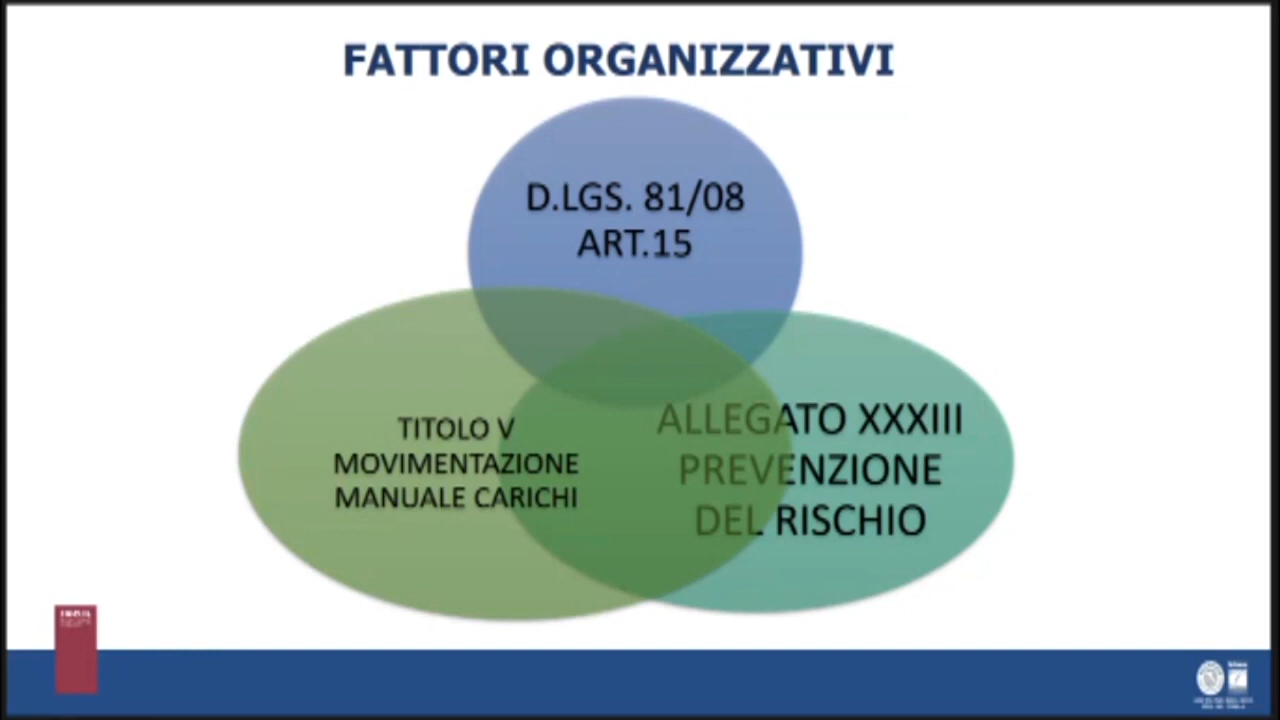 FATTORI ORGANIZZATIVI
D.LGS. 81/08
ART.15
TITOLO V
MOVIMENTAZIONE
MANUALE CARICHI
ALLEGATO XXXIII
PREVENZIONE
DEL RISCHIO